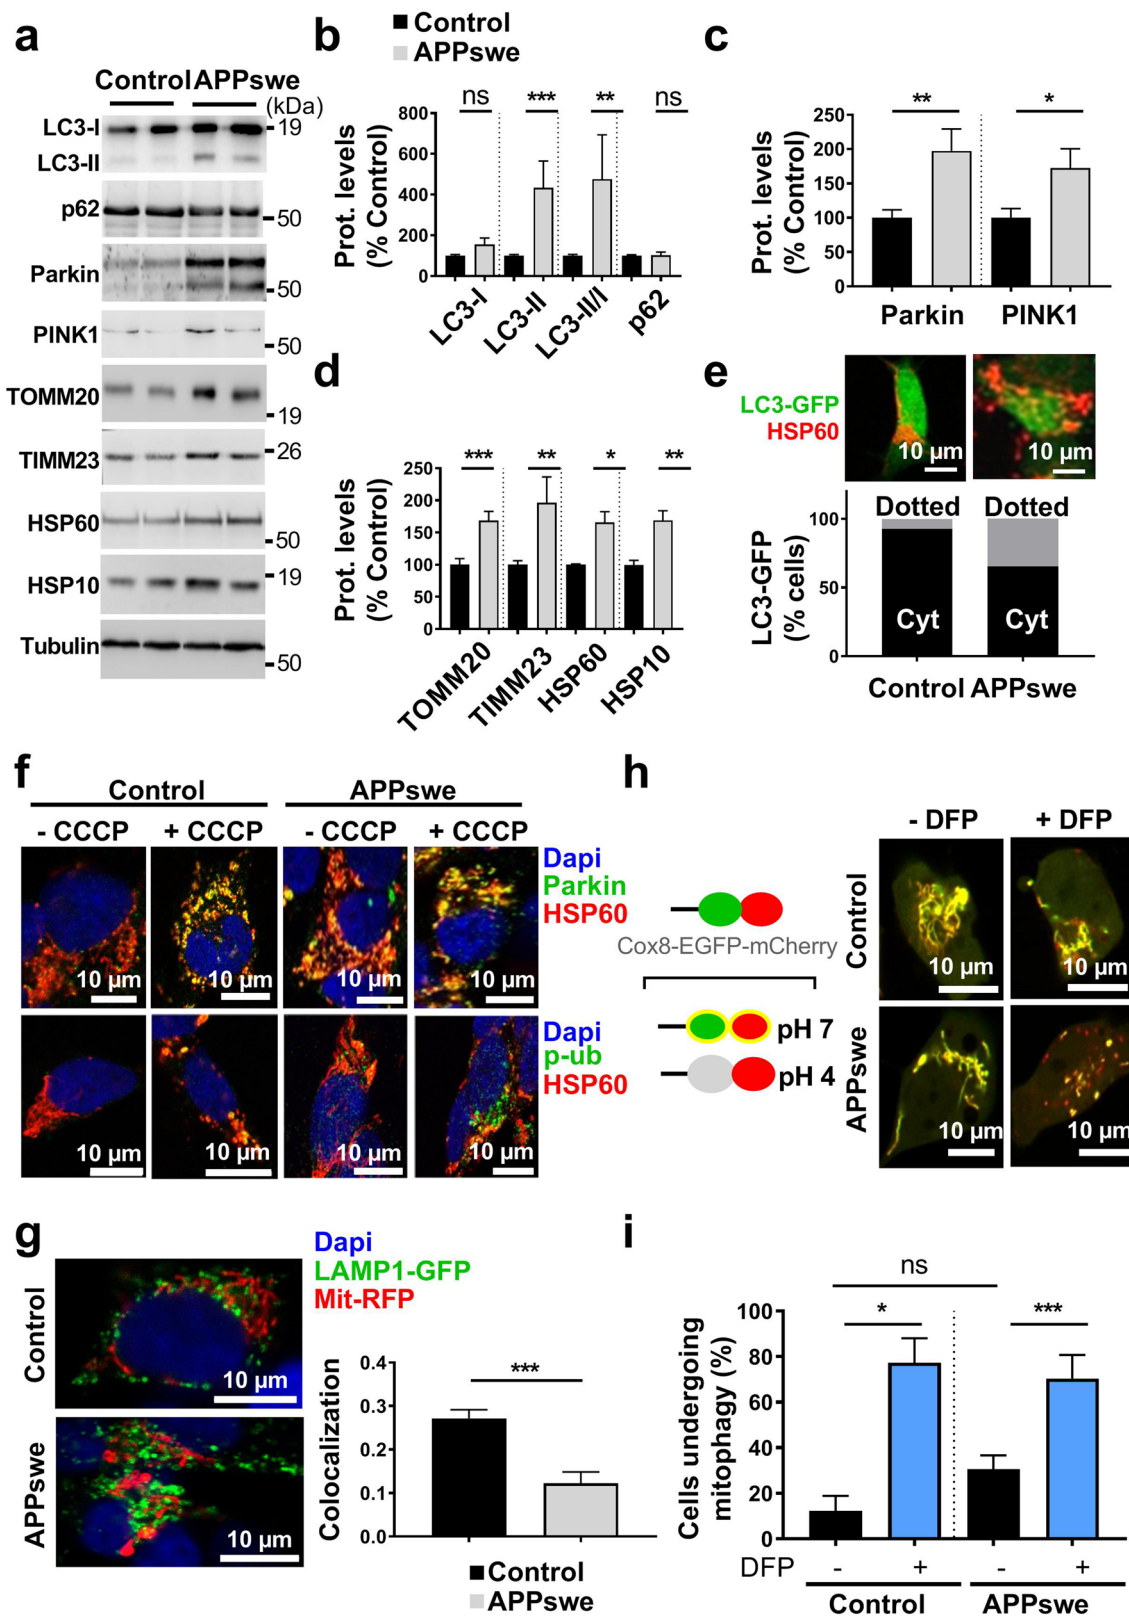 a
Control APPswe
(kDa)
LC3-I
19
LC3-II
p62
50
Parkin
50
PINK1
50
TOMM20
19
TIMM23
26
HSP60
50
HSP10
19
Tubulin
50
b
Control
APPswe
ns *** ** ns
Prot. levels
(% Control)
800
600
400
200
0
LC3-I LC3-II LC3-II/I p62
c
** *
Prot. levels
(% Control)
250
200
150
100
50
0
Parkin PINK1
d
*** ** * **
Prot. levels
(% Control)
250
200
150
100
50
0
TOMM20 TIMM23 HSP60 HSP10
e
LC3-GFP
HSP60
10 µm 10 µm
LC3-GFP
(% cells)
100
50
0
Dotted Dotted
Cyt Cyt
Control APPswe
f
Control APPswe
- CCCP + CCCP - CCCP + CCCP
Dapi
Parkin
HSP60
10 µm 10 µm 10 µm 10 µm
Dapi
p-ub
HSP60
10 µm 10 µm 10 µm 10 µm
g
Dapi
LAMP1-GFP
Mit-RFP
Control
10 µm
APPswe
10 µm
Colocalization
0.4
0.3
0.2
0.1
0.0
***
Control
APPswe
h
- DFP + DFP
Cox8-EGFP-mCherry
pH 7
pH 4
Control
10 µm 10 µm
APPswe
10 µm 10 µm
i
ns
* ***
Cells undergoing
mitophagy (%)
100
80
60
40
20
0
DFP - + - +
Control APPswe